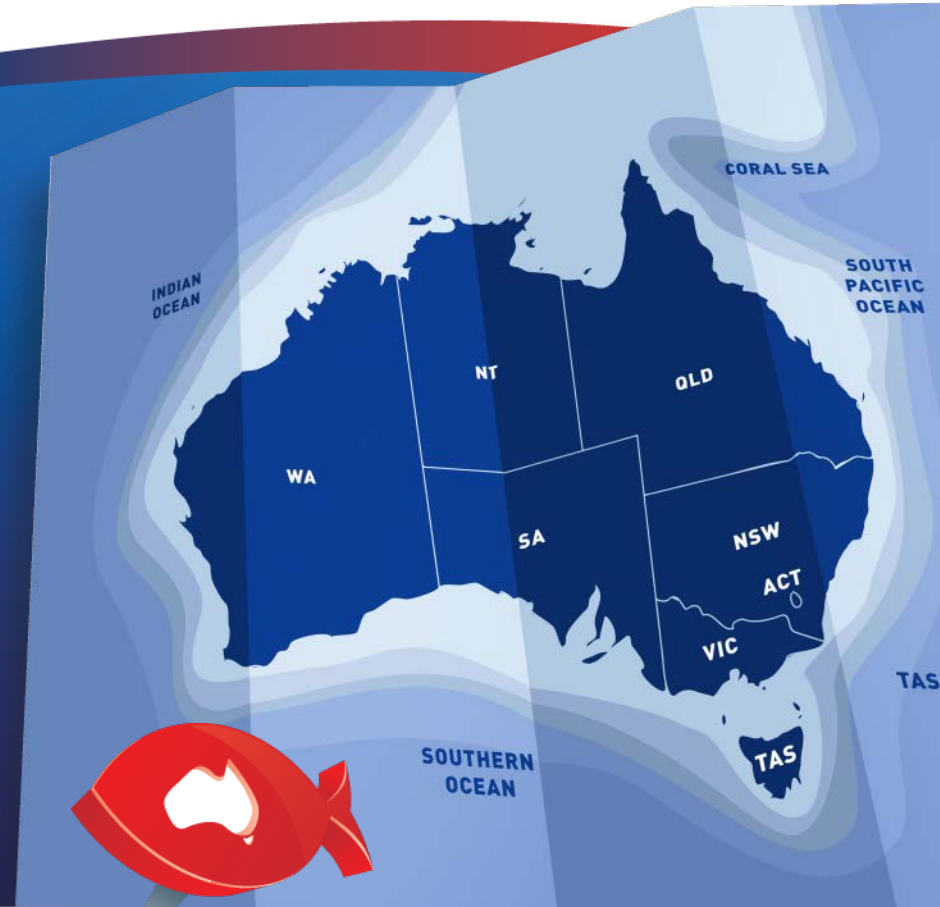 CORAL SEA
INDIAN
OCEAN
SOUTH
PACIFIC
OCEAN
NT
QLD
WA
SA
NSW
ACT
VIC
TAS
TAS
SOUTHERN
OCEAN